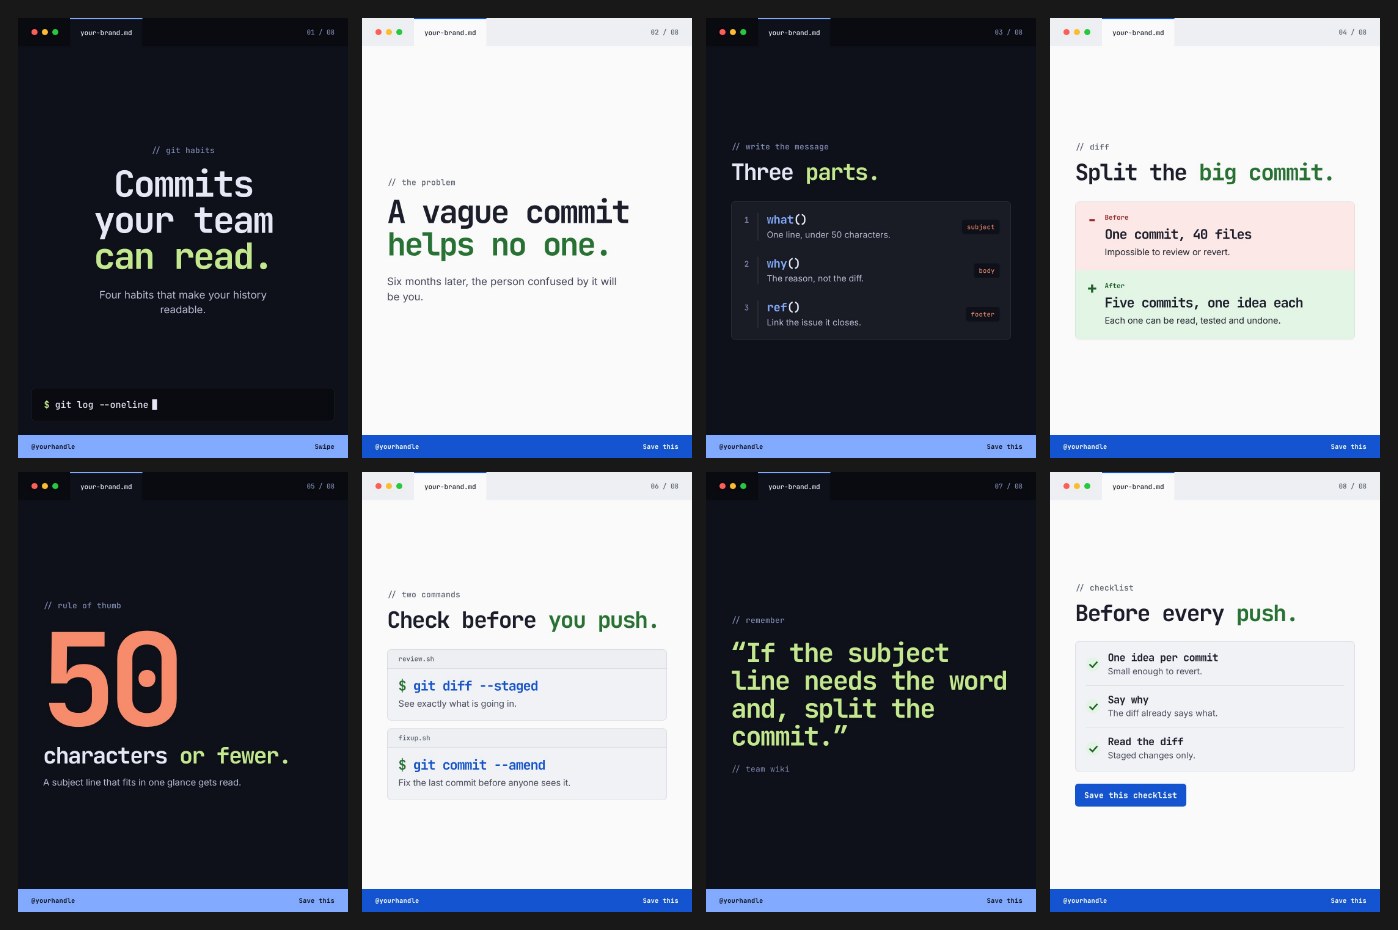 your-brand.md
01 / 08
// git habits
Commits
your team
can read.
Four habits that make your history
readable.
$ git log --oneline
@yourhandle
Swipe
your-brand.md
02 / 08
// the problem
A vague commit
helps no one.
Six months later, the person confused by it will
be you.
@yourhandle
Save this
your-brand.md
03 / 08
// write the message
Three parts.
1
what()
One line, under 50 characters.
subject
2
why()
The reason, not the diff.
body
3
ref()
Link the issue it closes.
footer
@yourhandle
Save this
your-brand.md
04 / 08
// diff
Split the big commit.
- Before
One commit, 40 files
Impossible to review or revert.
+ After
Five commits, one idea each
Each one can be read, tested and undone.
@yourhandle
Save this
your-brand.md
05 / 08
// rule of thumb
50
characters or fewer.
A subject line that fits in one glance gets read.
@yourhandle
Save this
your-brand.md
06 / 08
// two commands
Check before you push.
review.sh
$ git diff --staged
See exactly what is going in.
fixup.sh
$ git commit --amend
Fix the last commit before anyone sees it.
@yourhandle
Save this
your-brand.md
07 / 08
// remember
“If the subject
line needs the word
and, split the
commit.”
// team wiki
@yourhandle
Save this
your-brand.md
08 / 08
// checklist
Before every push.
One idea per commit
Small enough to revert.
Say why
The diff already says what.
Read the diff
Staged changes only.
Save this checklist
@yourhandle
Save this